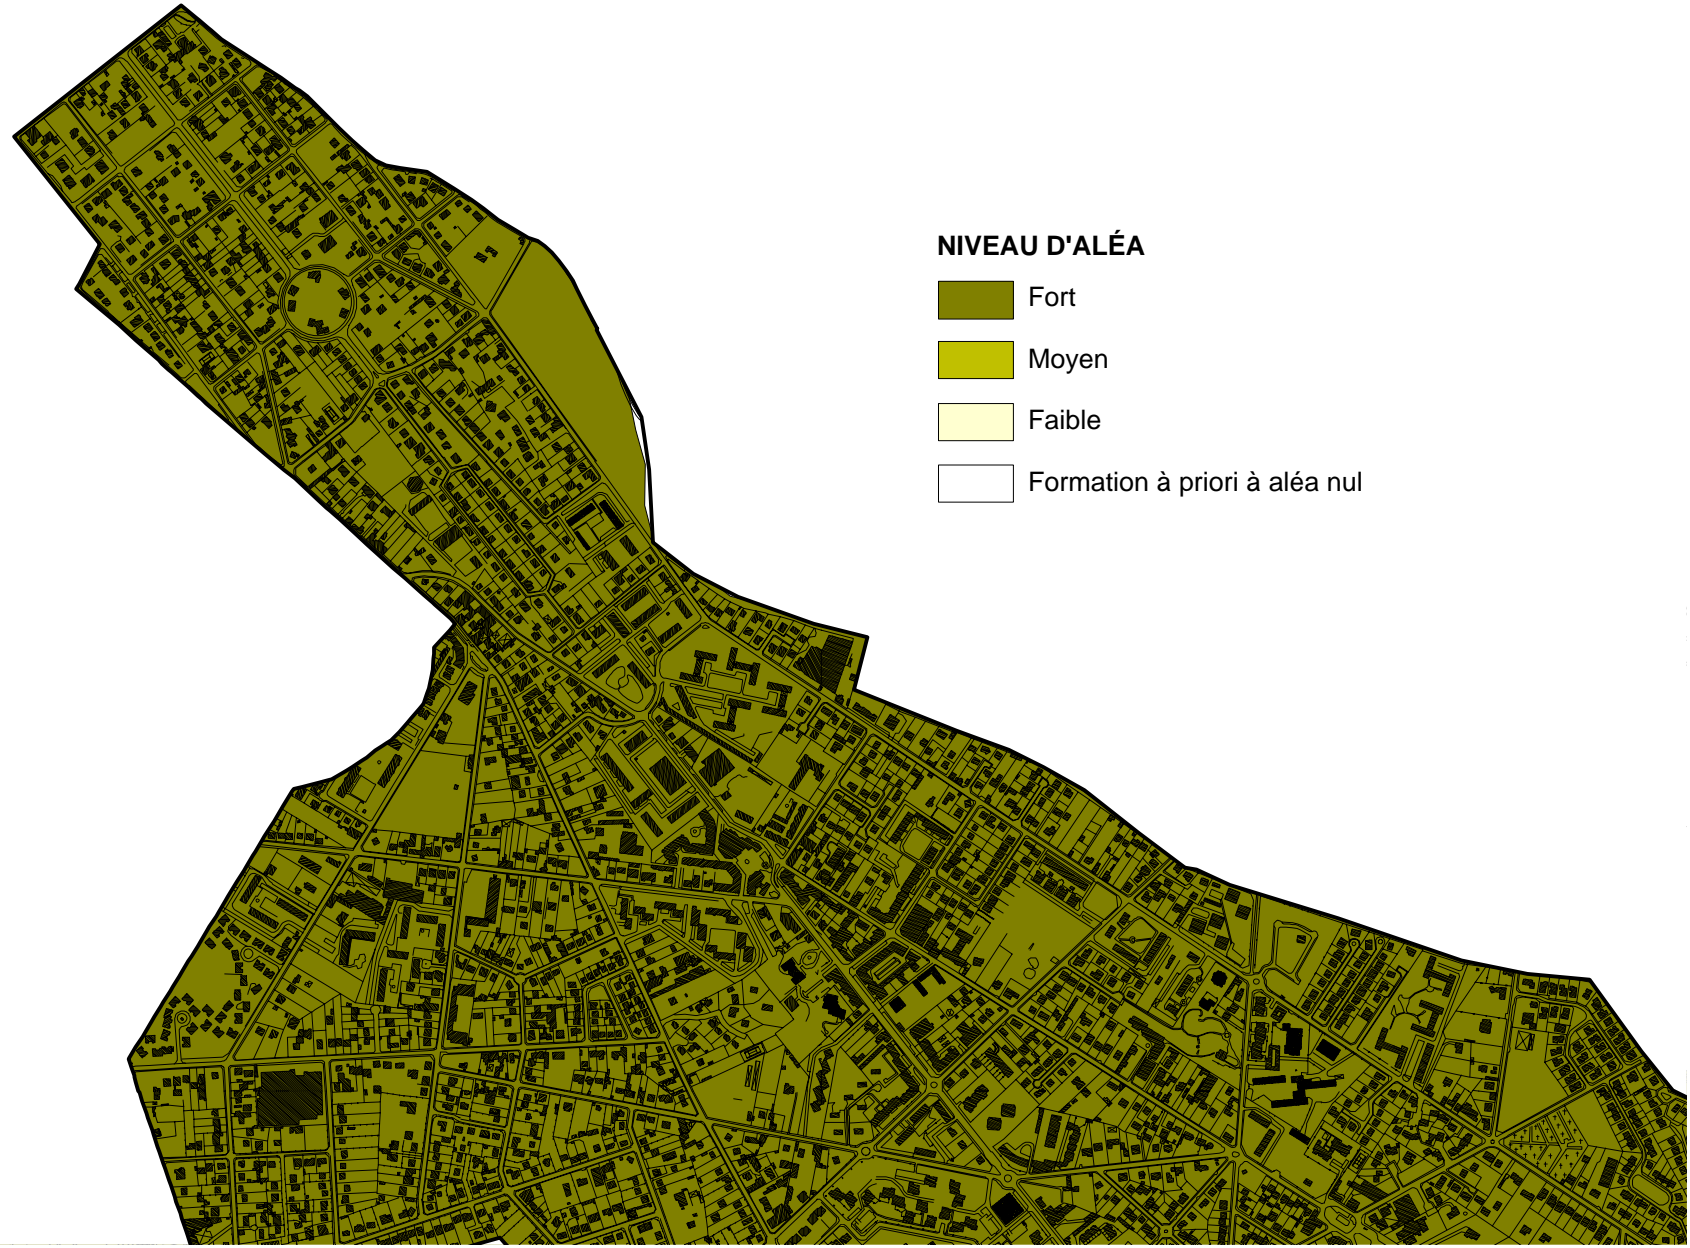 NIVEAU D'ALÉA
Fort
Moyen
Faible
Formation à priori à aléa nul